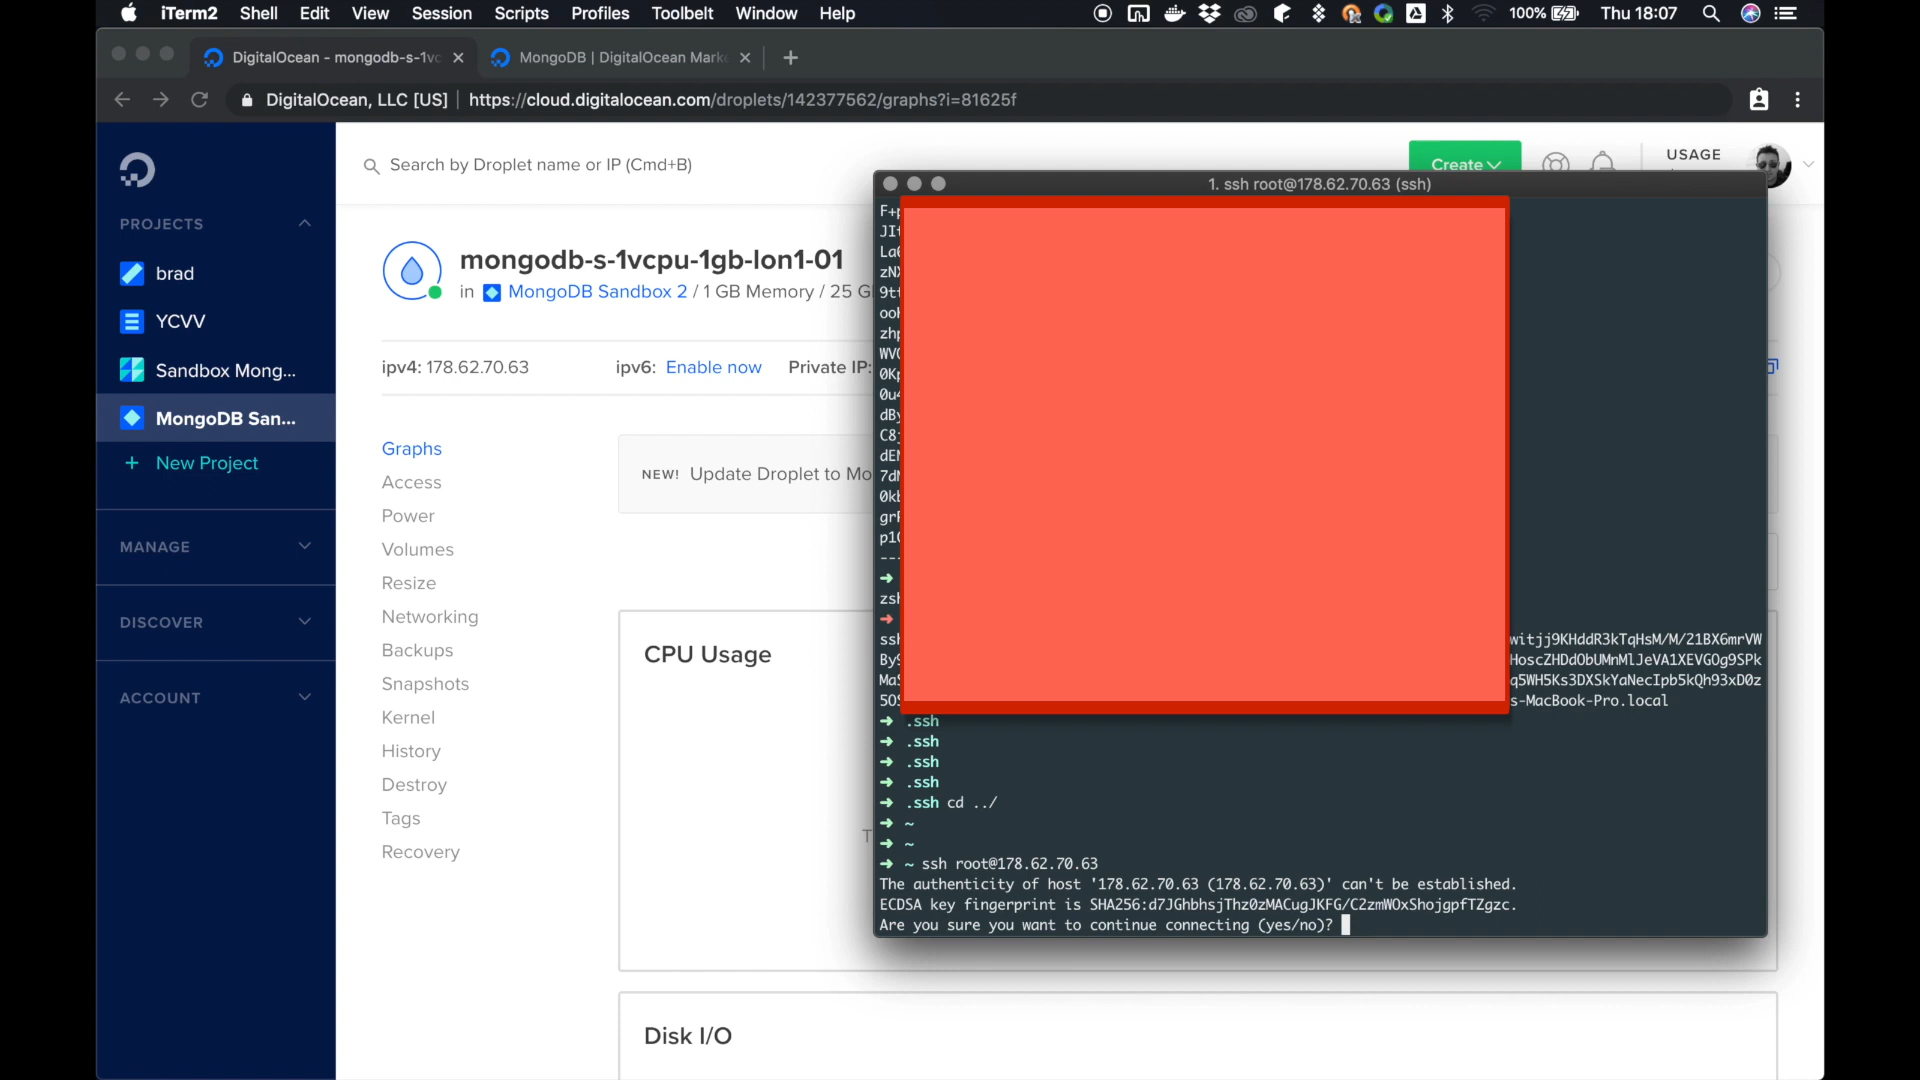 iTerm2 Shell Edit View Session Scripts Profiles Toolbelt Window Help 100% Thu 18:07
DigitalOcean - mongodb-s-1vc MongoDB | DigitalOcean Mark
DigitalOcean, LLC [US] https://cloud.digitalocean.com/droplets/142377562/graphs?i=81625f
Search by Droplet name or IP (Cmd+B)
Create
USAGE
PROJECTS
brad
YCVV
Sandbox Mong...
MongoDB San...
+ New Project
MANAGE
DISCOVER
ACCOUNT
mongodb-s-1vcpu-1gb-lon1-01
in MongoDB Sandbox 2 / 1 GB Memory / 25 G
ipv4: 178.62.70.63 ipv6: Enable now Private IP:
Graphs
Access
Power
Volumes
Resize
Networking
Backups
Snapshots
Kernel
History
Destroy
Tags
Recovery
NEW! Update Droplet to Mo
CPU Usage
Disk I/O
1. ssh root@178.62.70.63 (ssh)
witjj9KHddR3kTqHsM/M/21BX6mrVW
HoscZHDdObUMnMlJeVA1XEVGOg9SPk
q5WH5Ks3DXSkYaNecIpb5kQh93xD0z
s-MacBook-Pro.local
➜ .ssh
➜ .ssh
➜ .ssh
➜ .ssh
➜ .ssh cd ../
➜ ~
➜ ~
➜ ~ ssh root@178.62.70.63
The authenticity of host '178.62.70.63 (178.62.70.63)' can't be established.
ECDSA key fingerprint is SHA256:d7JGhbhsjThz0zMACugJKFG/C2zmWOxShojgpfTZgzc.
Are you sure you want to continue connecting (yes/no)?